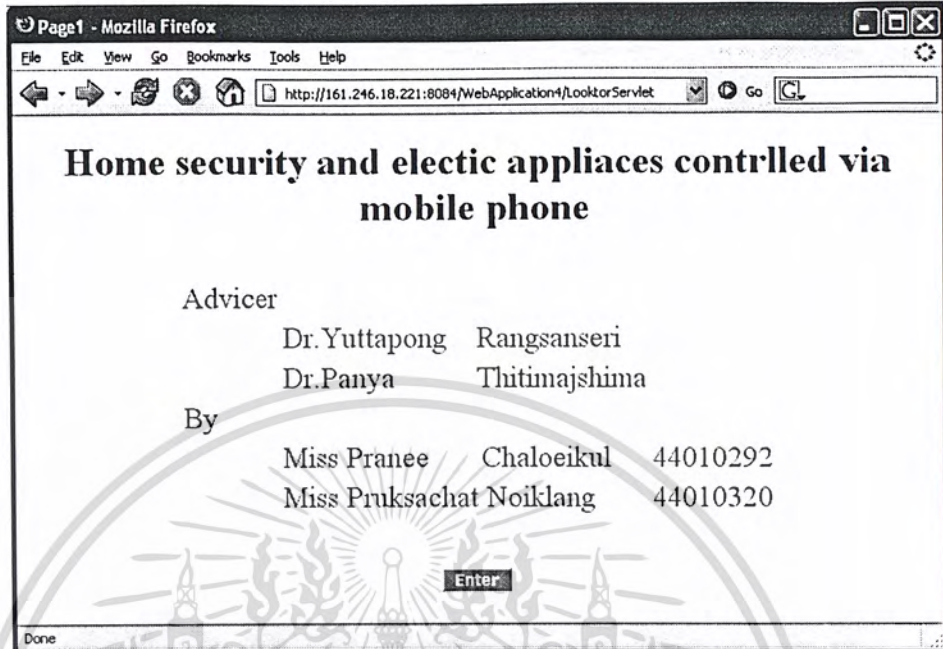 Page1 - Mozilla Firefox
File Edit View Go Bookmarks Tools Help
http://161.246.18.221:8084/WebApplication4/LooktorServlet Go G
Home security and electic appliaces contrlled via
mobile phone
Advicer
Dr.Yuttapong Rangsanseri
Dr.Panya Thitimajshima
By
Miss Pranee Chaloeikul 44010292
Miss Pruksachat Noiklang 44010320
Enter
Done